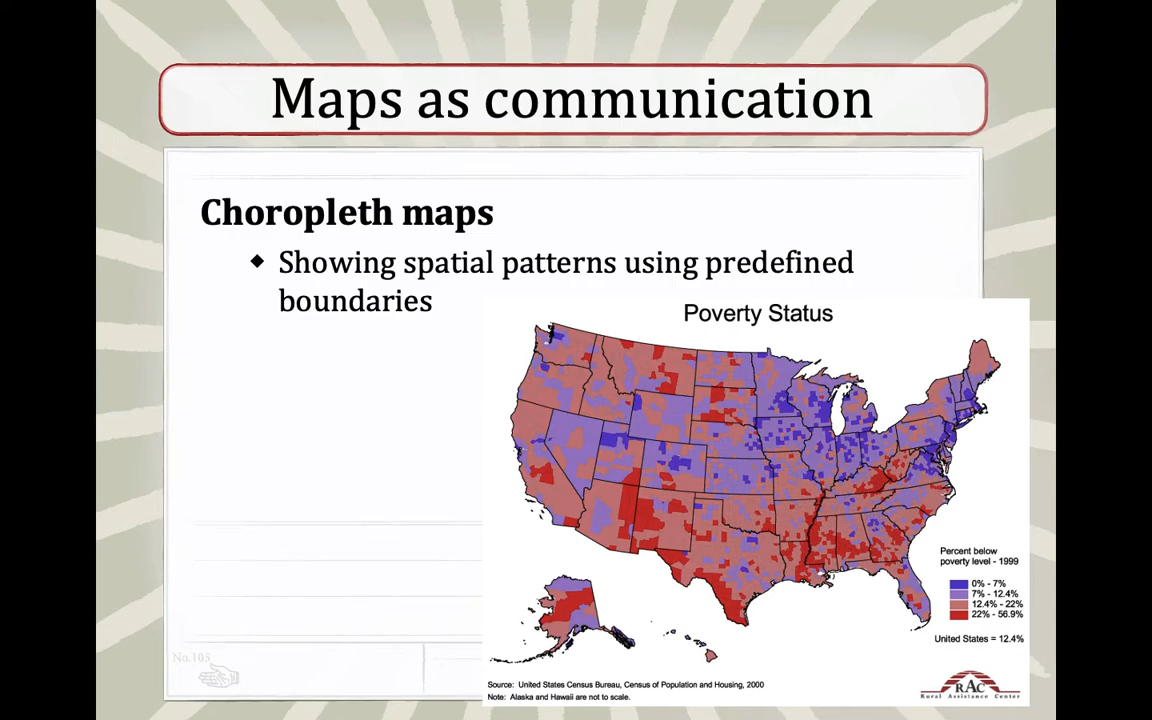 Maps as communication
Choropleth maps
Showing spatial patterns using predefined
boundaries
Poverty Status
Percent below
poverty level - 1999
0% - 7%
7% - 12.4%
12.4% - 22%
22% - 56.9%
United States = 12.4%
No.105
Source: United States Census Bureau, Census of Population and Housing, 2000
Note: Alaska and Hawaii are not to scale.
RAC
Rural Assistance Center